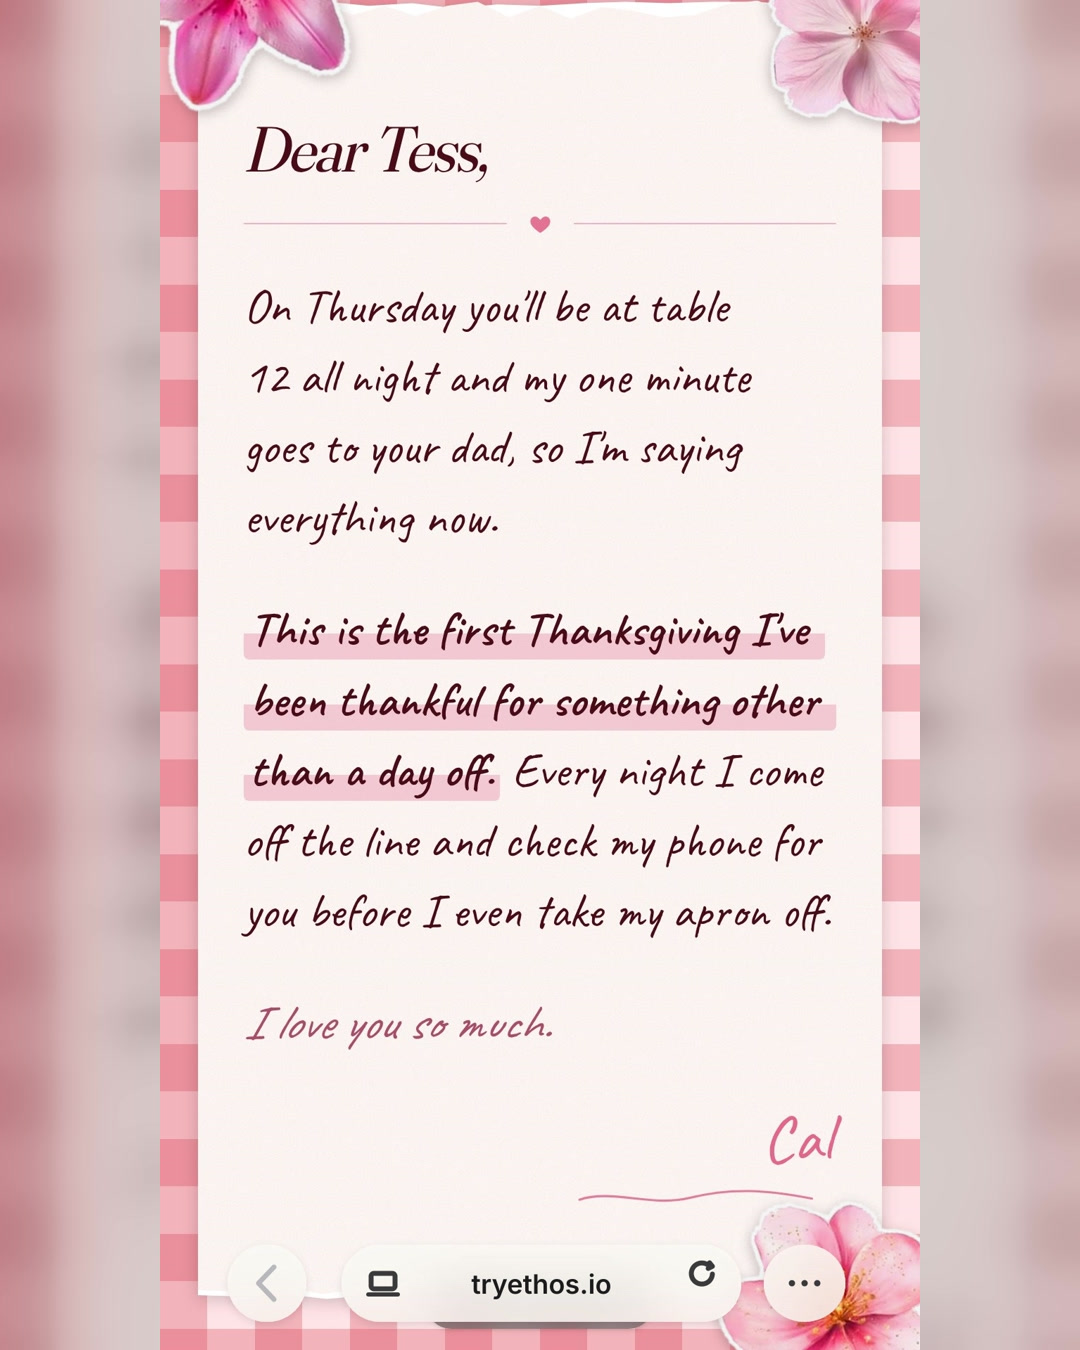 Dear Tess,
On Thursday you'll be at table
12 all night and my one minute
goes to your dad, so I'm saying
everything now.
This is the first Thanksgiving I've
been thankful for something other
than a day off. Every night I come
off the line and check my phone for
you before I even take my apron off.
I love you so much.
Cal
tryethos.io